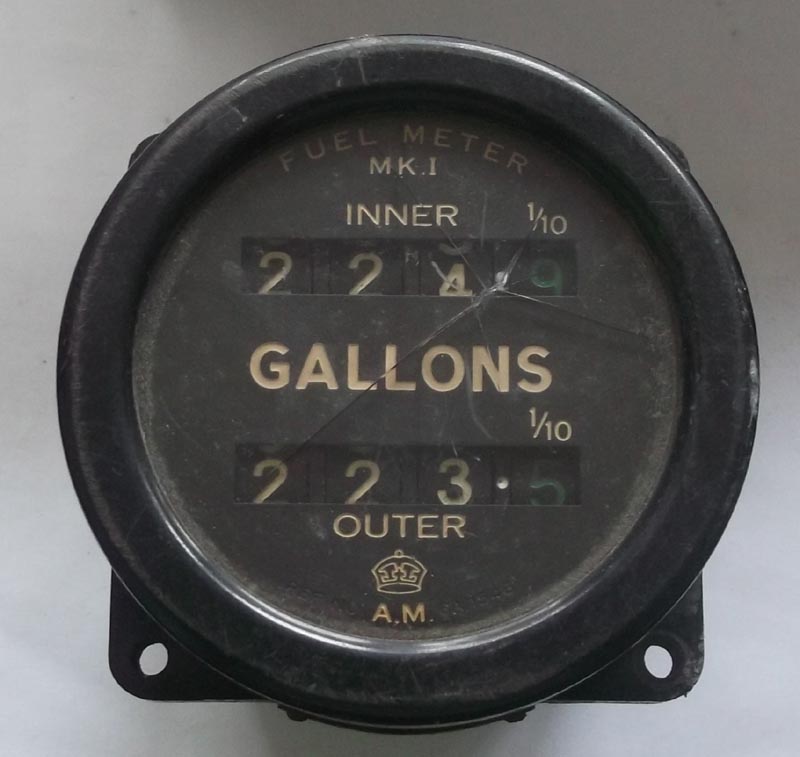 FUEL METER
MK.I
INNER 1/10
2 2 4 . 9
GALLONS
1/10
2 2 3 . 5
OUTER
A.M.